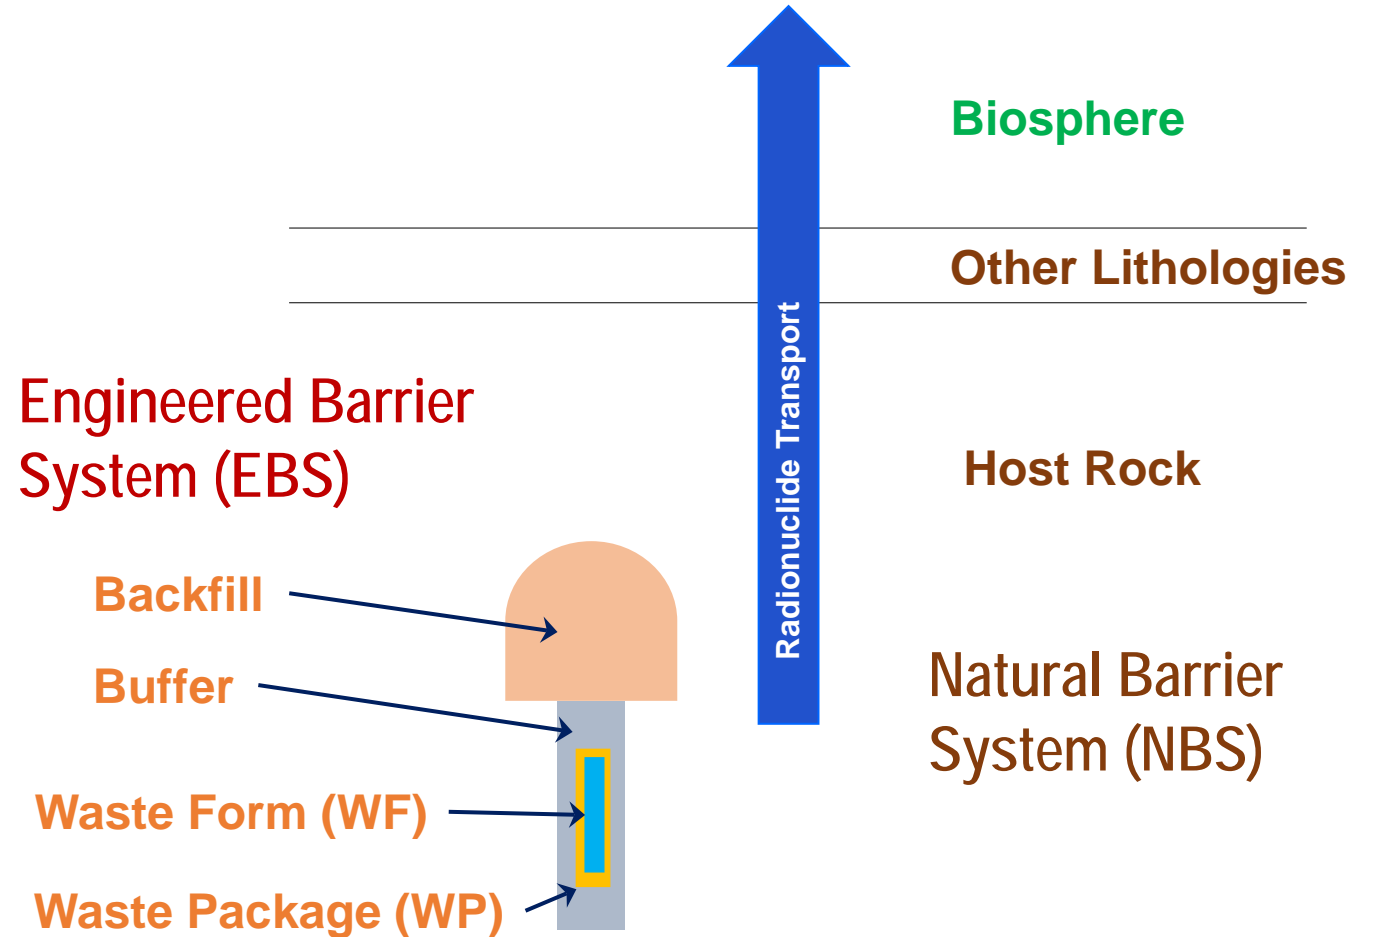 Biosphere
Other Lithologies
Radionuclide Transport
Engineered Barrier
System (EBS)
Host Rock
Backfill
Buffer
Natural Barrier
System (NBS)
Waste Form (WF)
Waste Package (WP)